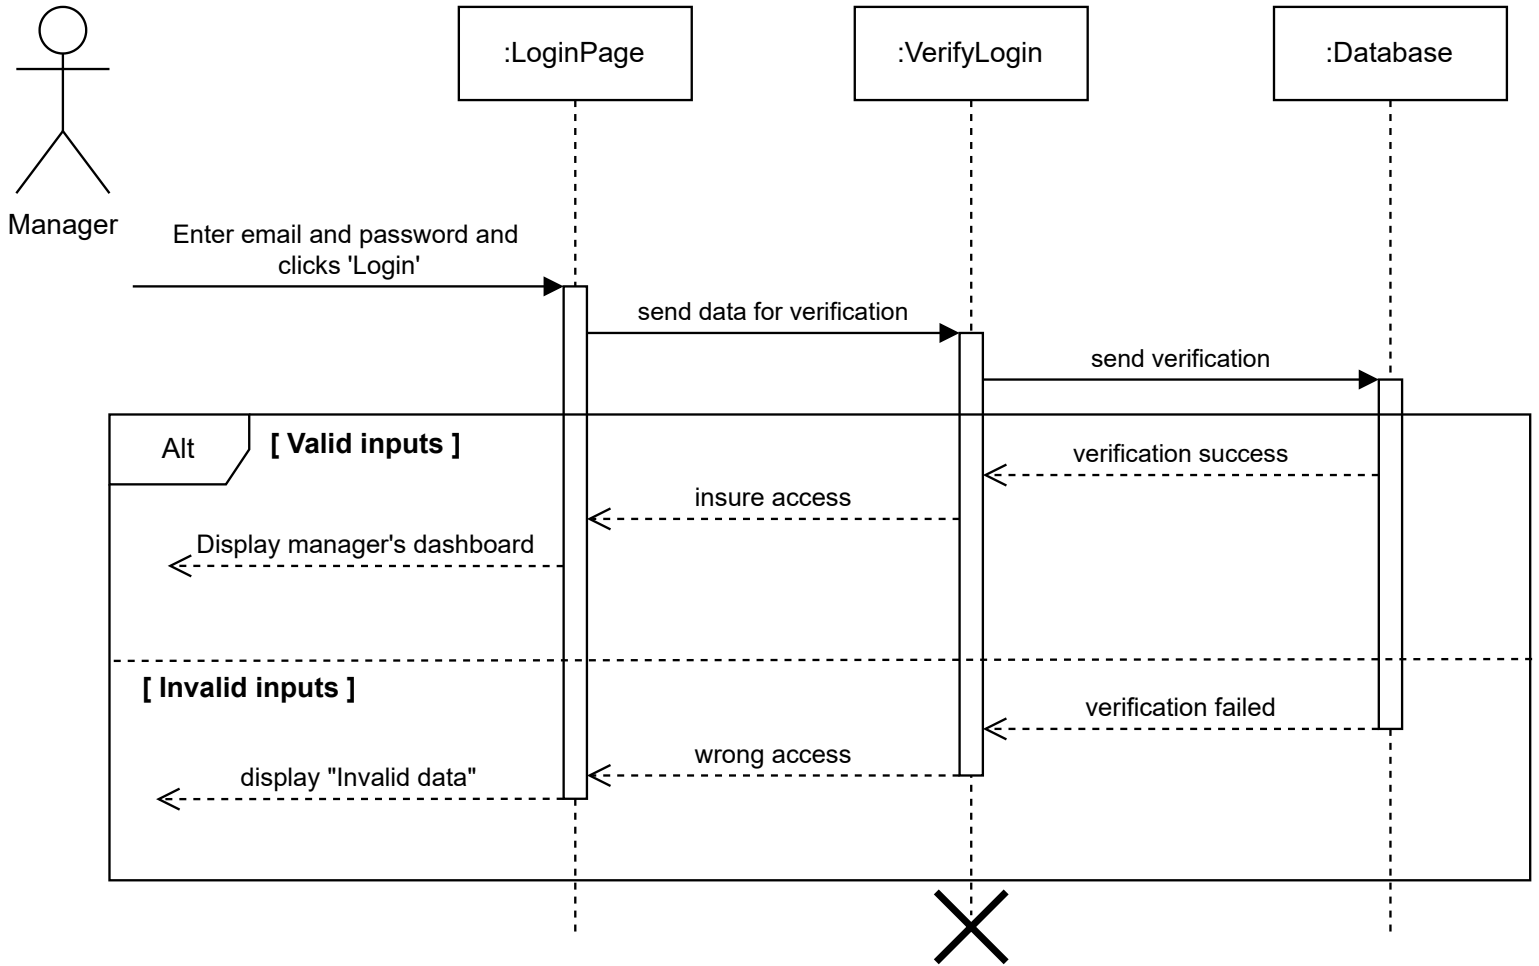 :LoginPage
:VerifyLogin
:Database
Manager
Enter email and password and
clicks 'Login'
send data for verification
send verification
Alt
[ Valid inputs ]
verification success
insure access
Display manager's dashboard
[ Invalid inputs ]
verification failed
wrong access
display "Invalid data"